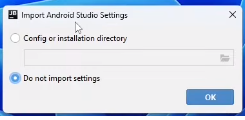 Import Android Studio Settings
Config or installation directory
Do not import settings
OK